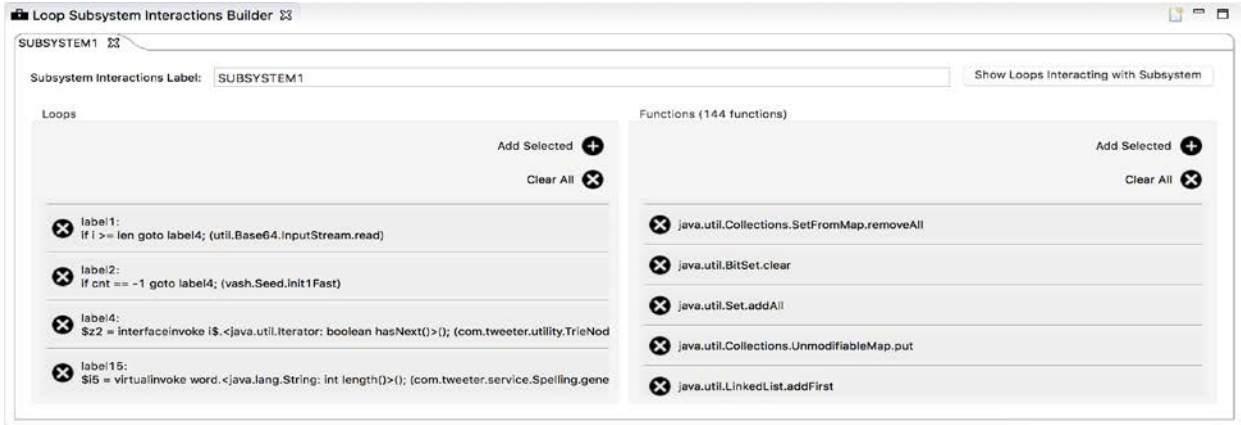 Loop Subsystem Interactions Builder
SUBSYSTEM1
Subsystem Interactions Label: SUBSYSTEM1
Show Loops Interacting with Subsystem
Loops
Add Selected
Clear All
label1:
if i >= len goto label4; (util.Base64.InputStream.read)
label2:
if cnt == -1 goto label4; (vash.Seed.init1Fast)
label4:
$z2 = interfaceinvoke i$.<java.util.Iterator: boolean hasNext()>(); (com.tweeter.utility.TrieNod
label15:
$i5 = virtualinvoke word.<java.lang.String: int length()>(); (com.tweeter.service.Spelling.gene
Functions (144 functions)
Add Selected
Clear All
java.util.Collections.SetFromMap.removeAll
java.util.BitSet.clear
java.util.Set.addAll
java.util.Collections.UnmodifiableMap.put
java.util.LinkedList.addFirst